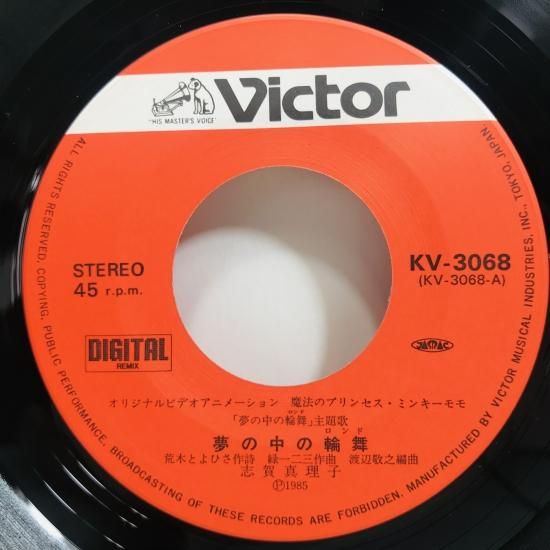 "HIS MASTER'S VOICE"
Victor
STEREO
45 r.p.m.
KV-3068
(KV-3068-A)
DIGITAL
REMIX
JASRAC
オリジナルビデオアニメーション 魔法のプリンセス・ミンキーモモ
「夢の中の輪舞」主題歌
ロンド
夢の中の輪舞
ロンド
荒木とよひさ作詩 緑一二三作曲 渡辺敬之編曲
志賀真理子
Ⓟ1985
ALL RIGHTS RESERVED. COPYING, PUBLIC PERFORMANCE, BROADCASTING OF THESE RECORDS ARE FORBIDDEN. MANUFACTURED BY VICTOR MUSICAL INDUSTRIES, INC., TOKYO, JAPAN.